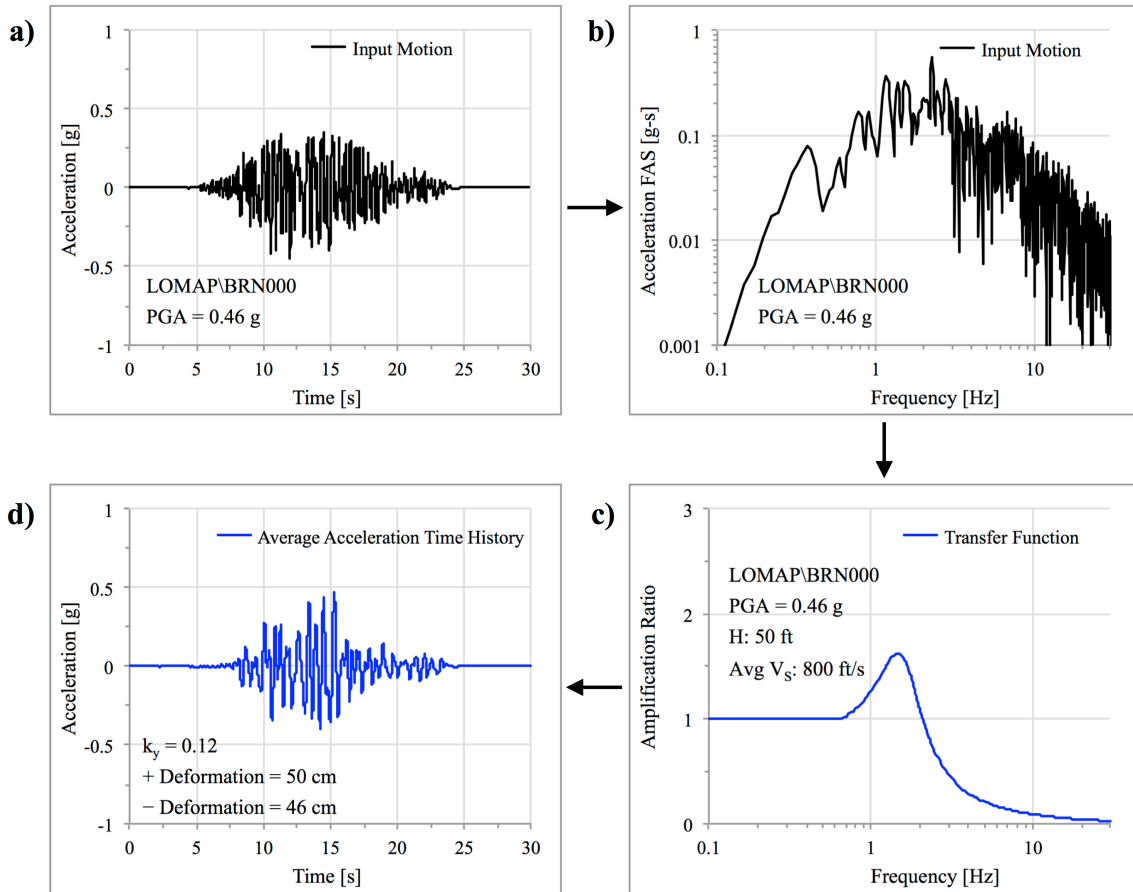 a)
Input Motion
1
0.5
0
-0.5
-1
Acceleration [g]
LOMAP\BRN000
PGA = 0.46 g
0 5 10 15 20 25 30
Time [s]
b)
Input Motion
1
0.1
0.01
0.001
Acceleration FAS [g-s]
LOMAP\BRN000
PGA = 0.46 g
0.1 1 10
Frequency [Hz]
d)
Average Acceleration Time History
1
0.5
0
-0.5
-1
Acceleration [g]
ky = 0.12
+ Deformation = 50 cm
− Deformation = 46 cm
0 5 10 15 20 25 30
Time [s]
c)
Transfer Function
3
2
1
0
Amplification Ratio
LOMAP\BRN000
PGA = 0.46 g
H: 50 ft
Avg VS: 800 ft/s
0.1 1 10
Frequency [Hz]